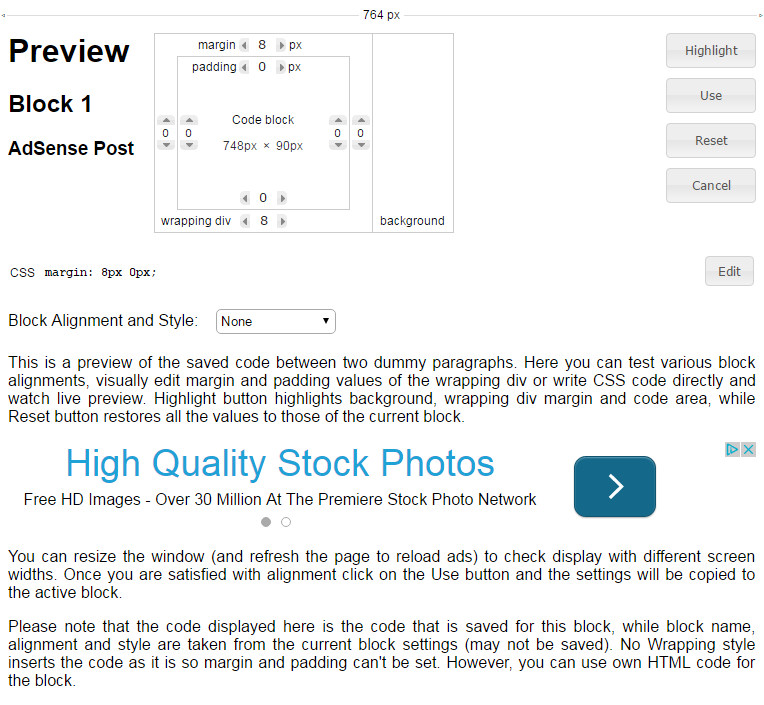 764 px
Preview
Block 1
AdSense Post
margin 8 px
padding 0 px
0 0 Code block 0 0
748px × 90px
0
wrapping div 8 background
Highlight
Use
Reset
Cancel
CSS margin: 8px 0px;
Edit
Block Alignment and Style: None
This is a preview of the saved code between two dummy paragraphs. Here you can test various block
alignments, visually edit margin and padding values of the wrapping div or write CSS code directly and
watch live preview. Highlight button highlights background, wrapping div margin and code area, while
Reset button restores all the values to those of the current block.
High Quality Stock Photos
Free HD Images - Over 30 Million At The Premiere Stock Photo Network
You can resize the window (and refresh the page to reload ads) to check display with different screen
widths. Once you are satisfied with alignment click on the Use button and the settings will be copied to
the active block.
Please note that the code displayed here is the code that is saved for this block, while block name,
alignment and style are taken from the current block settings (may not be saved). No Wrapping style
inserts the code as it is so margin and padding can't be set. However, you can use own HTML code for
the block.